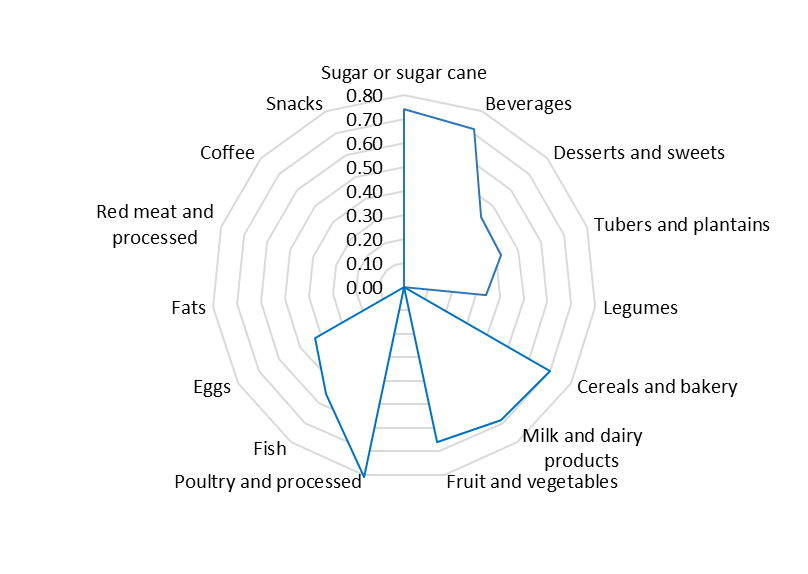 Sugar or sugar cane
0.80
0.70
0.60
0.50
0.40
0.30
0.20
0.10
0.00
Beverages
Desserts and sweets
Tubers and plantains
Legumes
Cereals and bakery
Milk and dairy
products
Fruit and vegetables
Poultry and processed
Fish
Eggs
Fats
Red meat and
processed
Coffee
Snacks